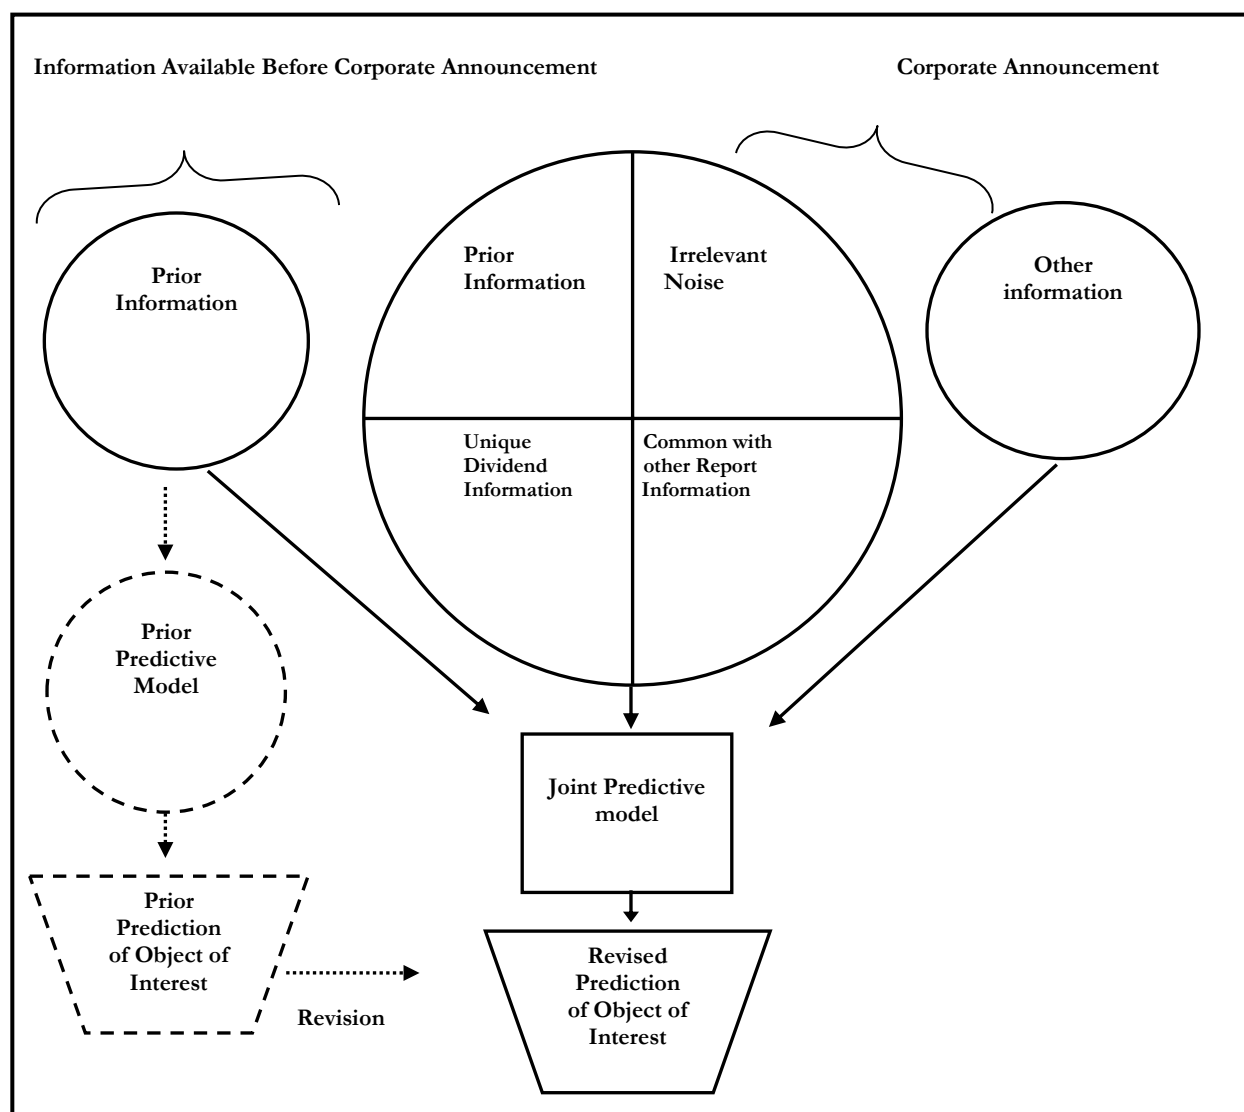 Information Available Before Corporate Announcement
Corporate Announcement
Prior
Information
Prior
Information
Irrelevant
Noise
Other
information
Unique
Dividend
Information
Common with
other Report
Information
Prior
Predictive
Model
Joint Predictive
model
Prior
Prediction
of Object of
Interest
Revision
Revised
Prediction
of Object of
Interest